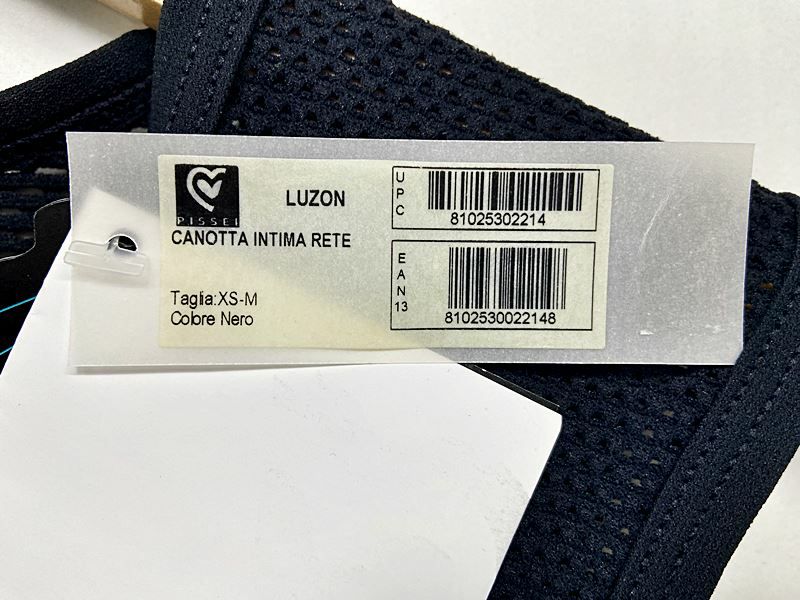 PISSEI
LUZON
CANOTTA INTIMA RETE
Taglia:XS-M
Colore Nero
UPC
81025302214
EAN
13
8102530022148